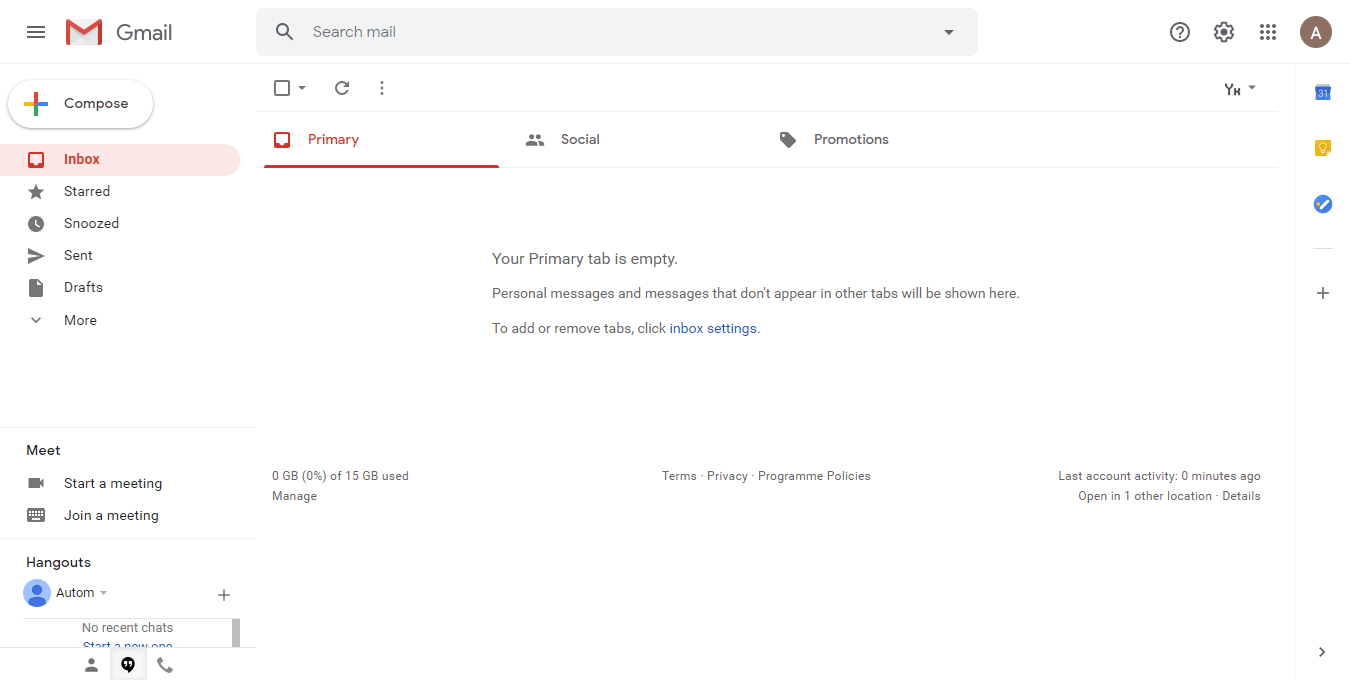 Gmail
Search mail
A
Compose
Inbox
Starred
Snoozed
Sent
Drafts
More
Primary
Social
Promotions
31
Your Primary tab is empty.
Personal messages and messages that don't appear in other tabs will be shown here.
To add or remove tabs, click inbox settings.
0 GB (0%) of 15 GB used
Manage
Terms · Privacy · Programme Policies
Last account activity: 0 minutes ago
Open in 1 other location · Details
Meet
Start a meeting
Join a meeting
Hangouts
Autom
No recent chats
Start a new one